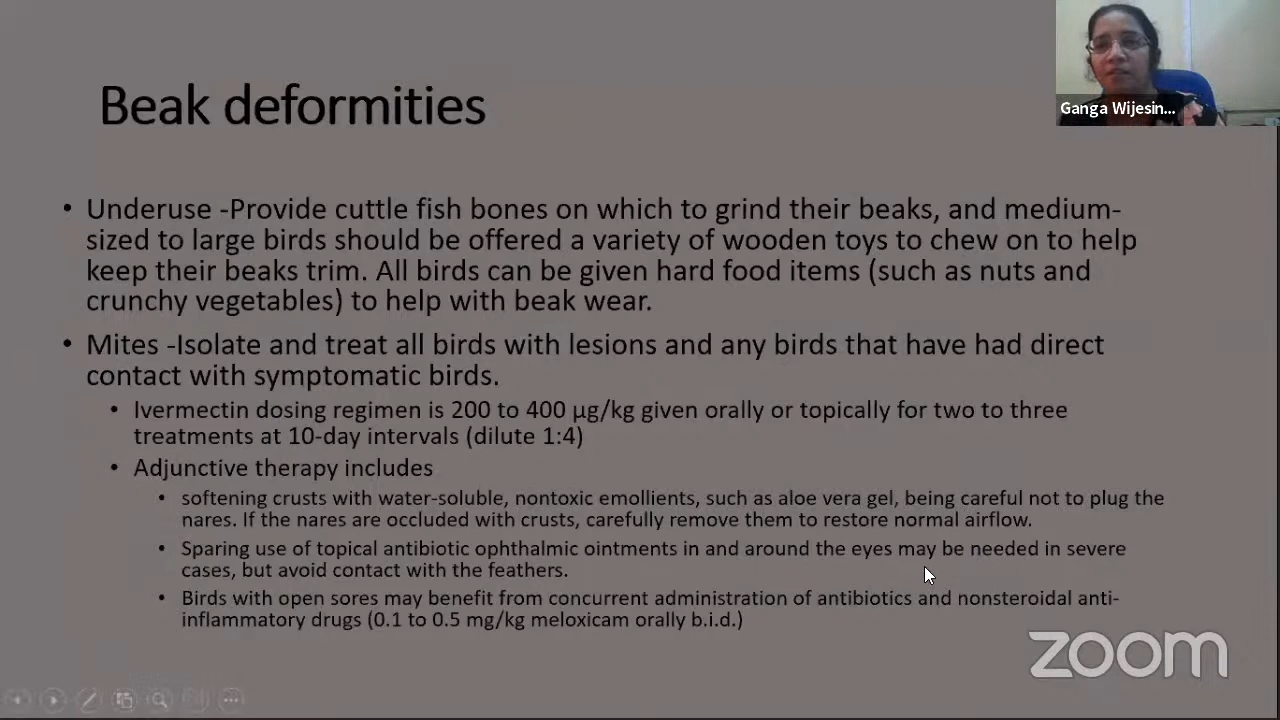 Ganga Wijesin...
Beak deformities
• Underuse -Provide cuttle fish bones on which to grind their beaks, and medium-
sized to large birds should be offered a variety of wooden toys to chew on to help
keep their beaks trim. All birds can be given hard food items (such as nuts and
crunchy vegetables) to help with beak wear.
• Mites -Isolate and treat all birds with lesions and any birds that have had direct
contact with symptomatic birds.
• Ivermectin dosing regimen is 200 to 400 µg/kg given orally or topically for two to three
treatments at 10-day intervals (dilute 1:4)
• Adjunctive therapy includes
• softening crusts with water-soluble, nontoxic emollients, such as aloe vera gel, being careful not to plug the
nares. If the nares are occluded with crusts, carefully remove them to restore normal airflow.
• Sparing use of topical antibiotic ophthalmic ointments in and around the eyes may be needed in severe
cases, but avoid contact with the feathers.
• Birds with open sores may benefit from concurrent administration of antibiotics and nonsteroidal anti-
inflammatory drugs (0.1 to 0.5 mg/kg meloxicam orally b.i.d.)
zoom